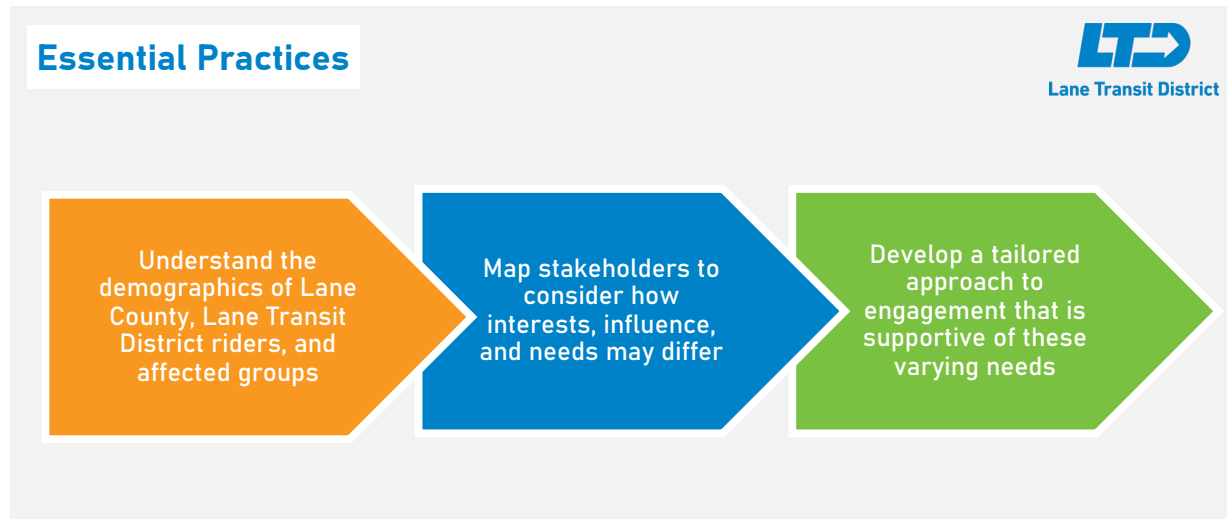 Essential Practices
LTD
Lane Transit District
Understand the
demographics of Lane
County, Lane Transit
District riders, and
affected groups
Map stakeholders to
consider how
interests, influence,
and needs may differ
Develop a tailored
approach to
engagement that is
supportive of these
varying needs